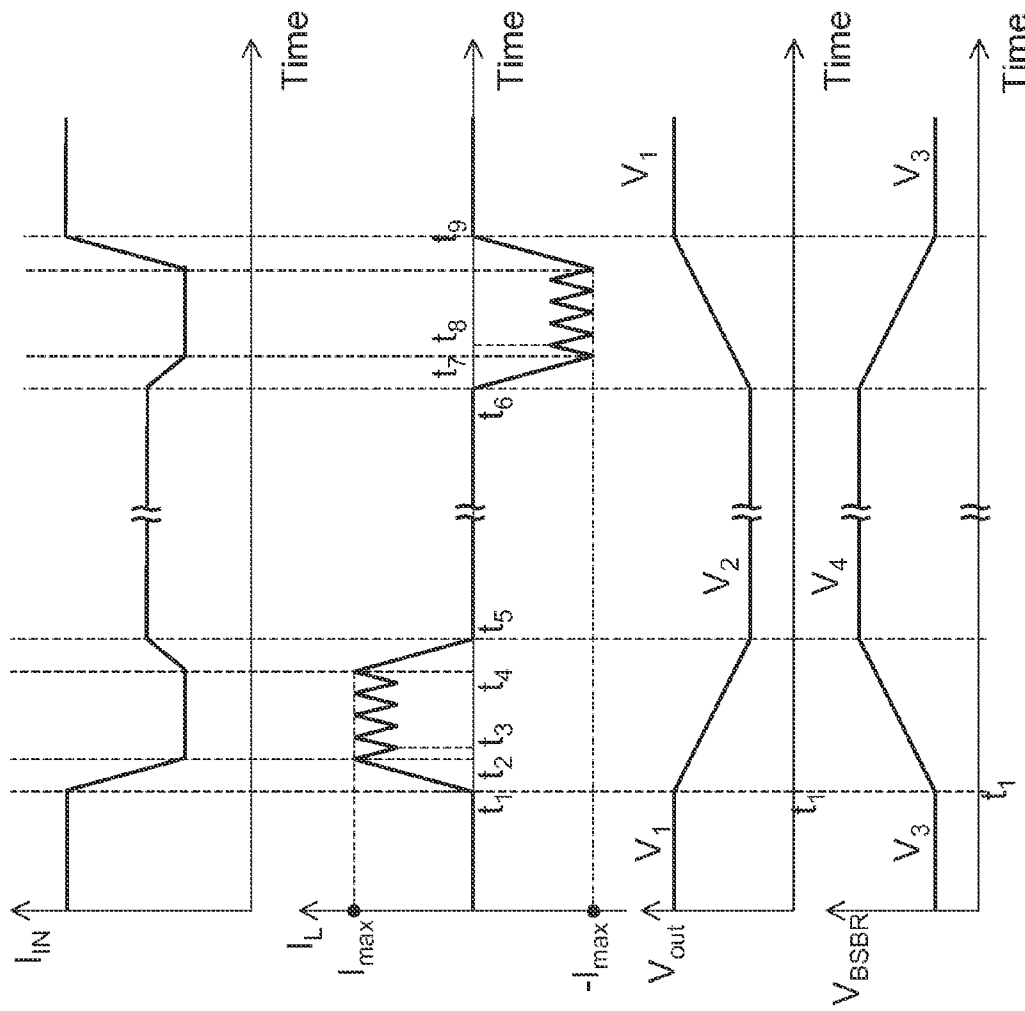 I_IN
Time
I_L
I_max
-I_max
t_1 t_2 t_3 t_4 t_5 t_6 t_7 t_8 t_9
Time
V_out
V_1
V_2
V_1
t_1
Time
V_BSBR
V_3
V_4
V_3
t_1
Time